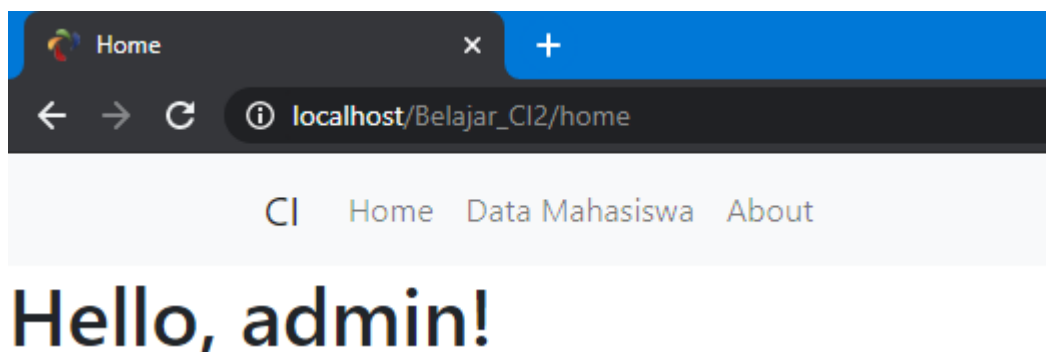 Home
localhost/Belajar_CI2/home
CI Home Data Mahasiswa About
Hello, admin!